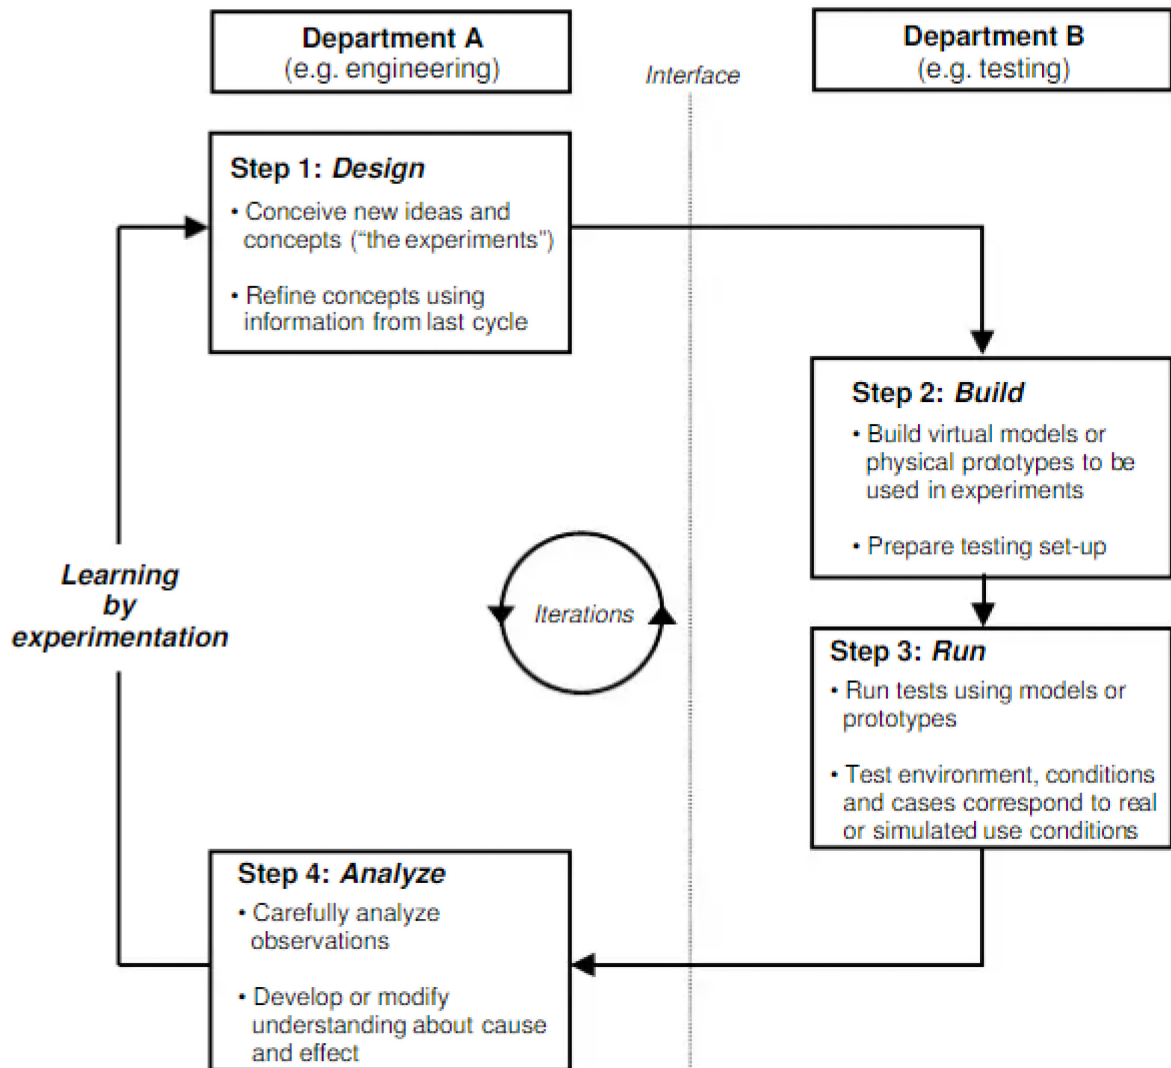 Department A
(e.g. engineering)
Interface
Department B
(e.g. testing)
Step 1: Design
• Conceive new ideas and
concepts (“the experiments”)
• Refine concepts using
information from last cycle
Step 2: Build
• Build virtual models or
physical prototypes to be
used in experiments
• Prepare testing set-up
Learning
by
experimentation
Iterations
Step 3: Run
• Run tests using models or
prototypes
• Test environment, conditions
and cases correspond to real
or simulated use conditions
Step 4: Analyze
• Carefully analyze
observations
• Develop or modify
understanding about cause
and effect